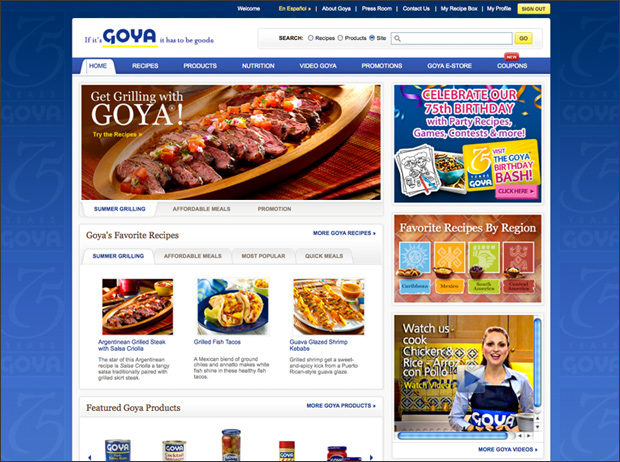 Welcome En Español » About Goya Press Room Contact Us My Recipe Box My Profile SIGN OUT
If it's GOYA it has to be good®
SEARCH: Recipes Products Site GO
NEW
HOME RECIPES PRODUCTS NUTRITION VIDEO GOYA PROMOTIONS GOYA E-STORE COUPONS
Get Grilling with
GOYA®!
Try the Recipes »
SUMMER GRILLING AFFORDABLE MEALS PROMOTION
Goya's Favorite Recipes MORE GOYA RECIPES »
SUMMER GRILLING AFFORDABLE MEALS MOST POPULAR QUICK MEALS
Argentinean Grilled Steak
with Salsa Criolla
The star of this Argentinean
recipe is Salsa Criolla a tangy
salsa traditionally paired with
grilled skirt steak.
Grilled Fish Tacos
A Mexican blend of ground
chiles and annatto makes white
fish shine in these healthy fish
tacos.
Guava Glazed Shrimp
Kebabs
Grilled shrimp get a sweet-
and-spicy kick from a Puerto
Rican-style guava glaze.
Featured Goya Products MORE GOYA PRODUCTS »
GOYA
GOYA
CELEBRATE OUR
75th BIRTHDAY
with Party Recipes,
Games, Contests & more!
75
YEARS
GOYA
VISIT
THE GOYA
BIRTHDAY
BASH!
CLICK HERE »
Favorite Recipes By Region
Caribbean Mexico South America Central America
Watch us
cook
Chicken &
Rice - Arroz
con Pollo
Watch Video
GOYA
MORE GOYA VIDEOS »